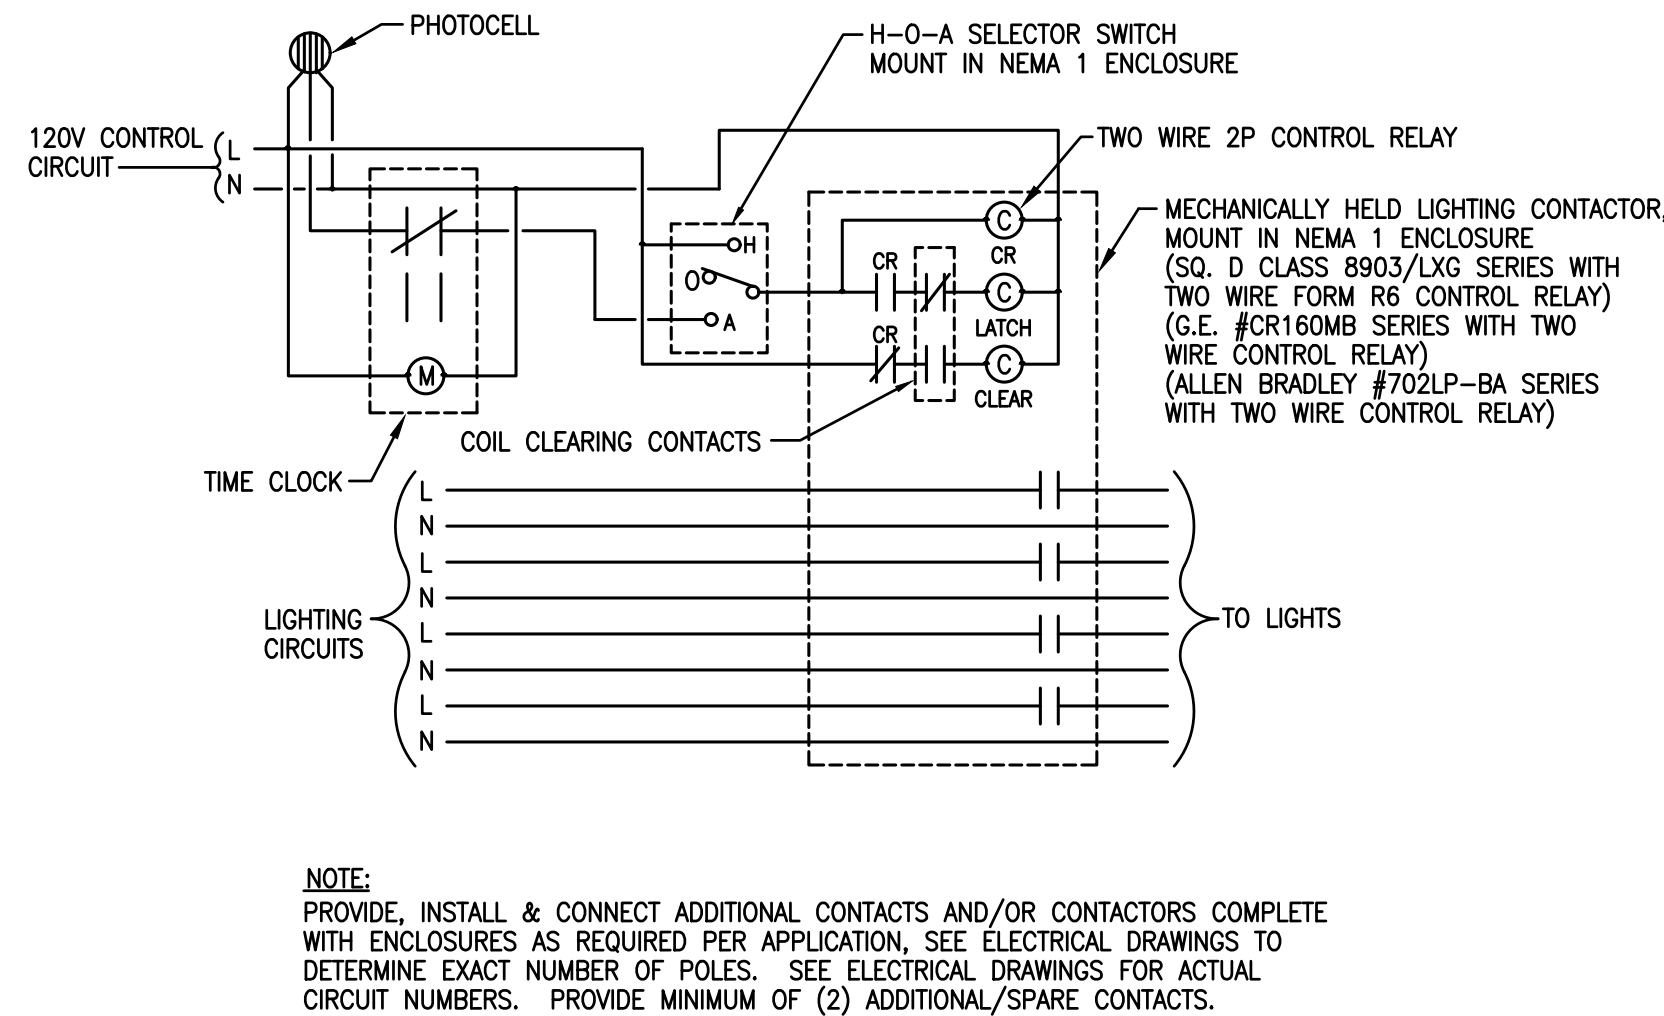 PHOTOCELL
H-O-A SELECTOR SWITCH
MOUNT IN NEMA 1 ENCLOSURE
120V CONTROL
CIRCUIT
L
N
TWO WIRE 2P CONTROL RELAY
MECHANICALLY HELD LIGHTING CONTACTOR,
MOUNT IN NEMA 1 ENCLOSURE
(SQ. D CLASS 8903/LXG SERIES WITH
TWO WIRE FORM R6 CONTROL RELAY)
(G.E. #CR160MB SERIES WITH TWO
WIRE CONTROL RELAY)
(ALLEN BRADLEY #702LP-BA SERIES
WITH TWO WIRE CONTROL RELAY)
H
O
A
C
CR
CR
C
LATCH
CR
C
CLEAR
M
COIL CLEARING CONTACTS
TIME CLOCK
L
N
L
N
L
N
L
N
LIGHTING
CIRCUITS
TO LIGHTS
NOTE:
PROVIDE, INSTALL & CONNECT ADDITIONAL CONTACTS AND/OR CONTACTORS COMPLETE
WITH ENCLOSURES AS REQUIRED PER APPLICATION, SEE ELECTRICAL DRAWINGS TO
DETERMINE EXACT NUMBER OF POLES. SEE ELECTRICAL DRAWINGS FOR ACTUAL
CIRCUIT NUMBERS. PROVIDE MINIMUM OF (2) ADDITIONAL/SPARE CONTACTS.